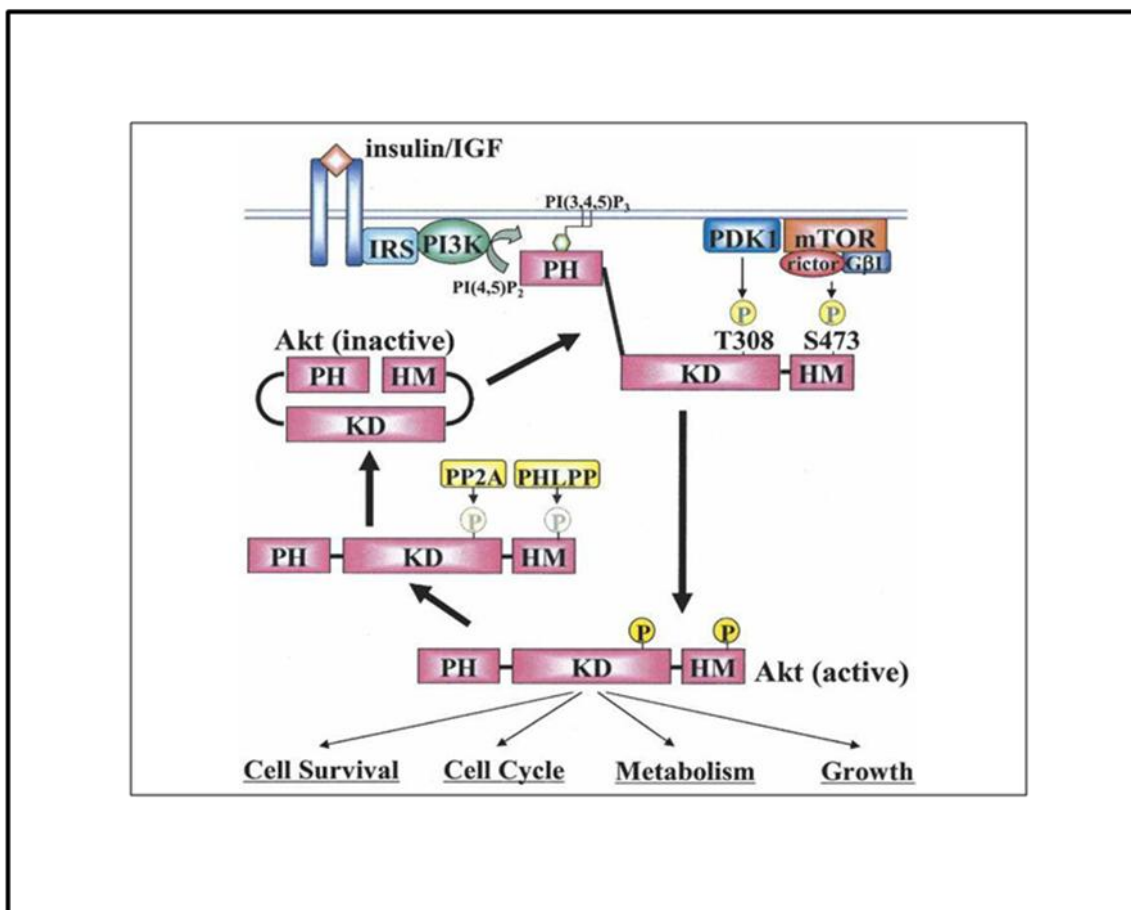 insulin/IGF
PI(3,4,5)P3
IRS
PI3K
PDK1
mTOR
rictor
GβL
PH
PI(4,5)P2
P
P
T308
S473
Akt (inactive)
PH
HM
KD
KD
HM
PP2A
PHLPP
P
P
PH
KD
HM
P
P
PH
KD
HM
Akt (active)
Cell Survival
Cell Cycle
Metabolism
Growth